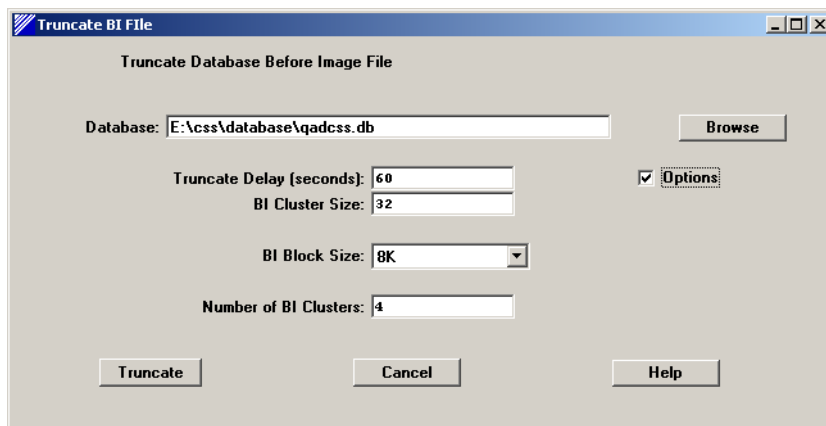 Truncate BI FIle
Truncate Database Before Image File
Database: E:\css\database\qadcss.db Browse
Truncate Delay (seconds): 60 Options
BI Cluster Size: 32
BI Block Size: 8K
Number of BI Clusters: 4
Truncate Cancel Help